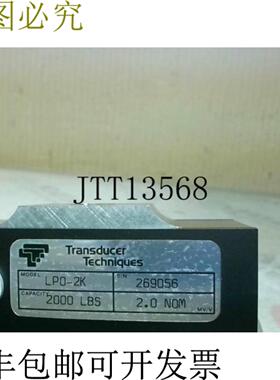 图必究
JTT13568
Transducer
Techniques
MODEL LPO-2K S/N 269056
CAPACITY 2000 LBS 2.0 NOM MV/V
包邮可开发票